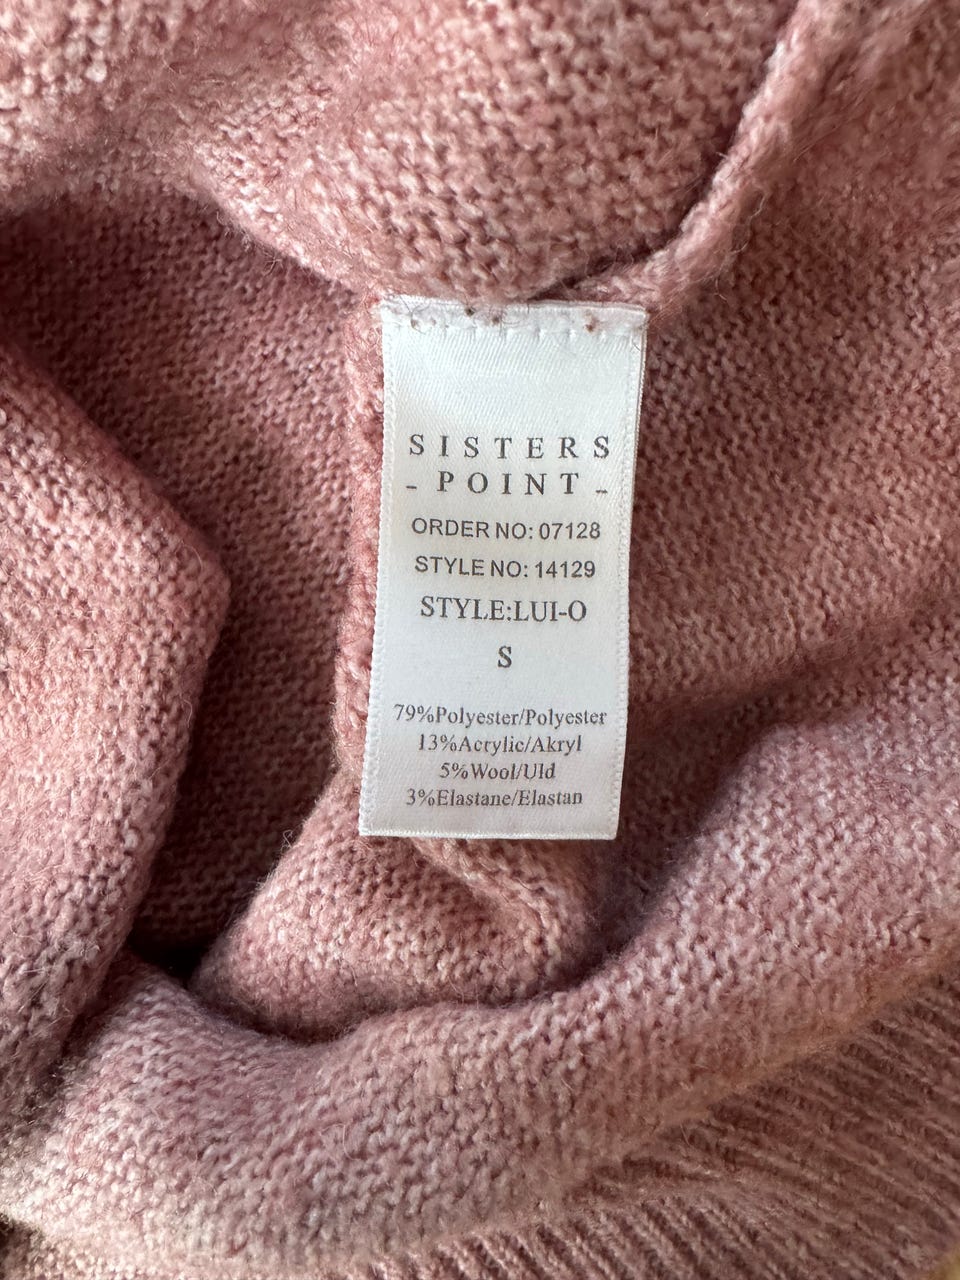 SISTERS
- POINT -
ORDER NO: 07128
STYLE NO: 14129
STYLE:LUI-O
S
79%Polyester/Polyester
13%Acrylic/Akryl
5%Wool/Uld
3%Elastane/Elastan